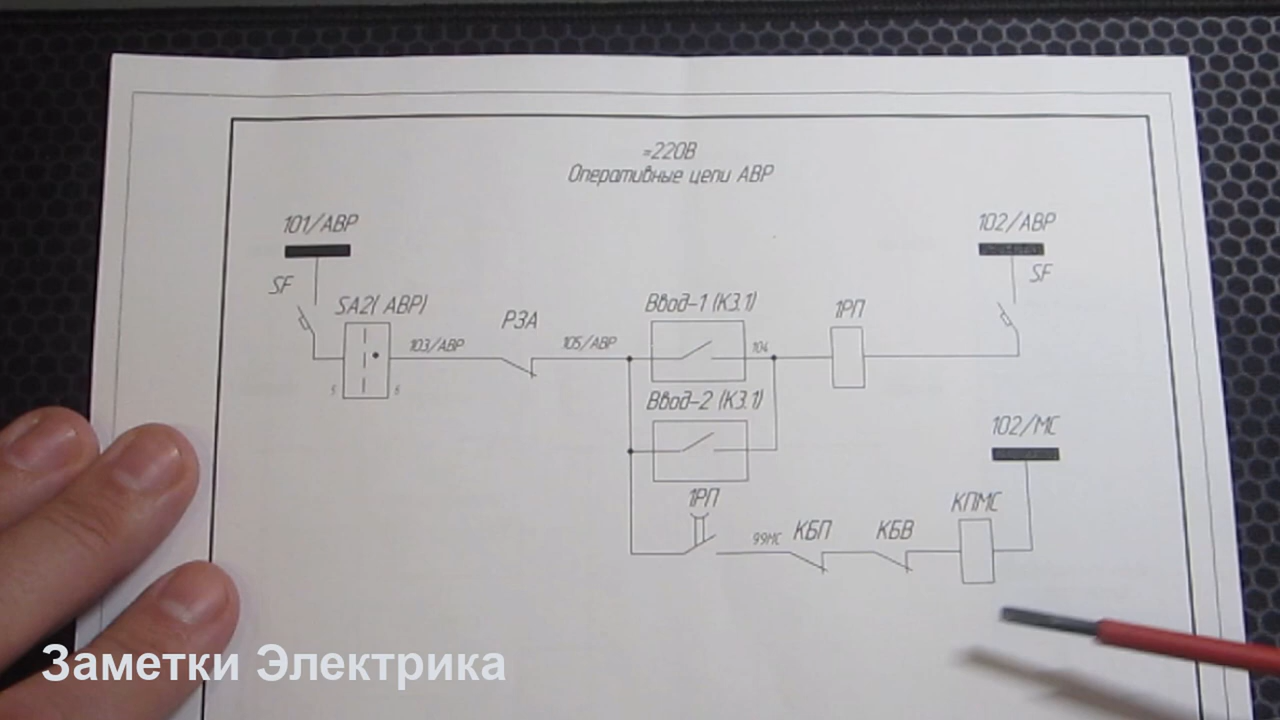 =220В
Оперативные цепи АВР
101/АВР
102/АВР
SF
SF
SA2( АВР)
РЗА
Ввод-1 (К3.1)
1РП
103/АВР
105/АВР
104
5
6
Ввод-2 (К3.1)
102/МС
1РП
КПМС
99МС
КБП
КБВ
Заметки Электрика